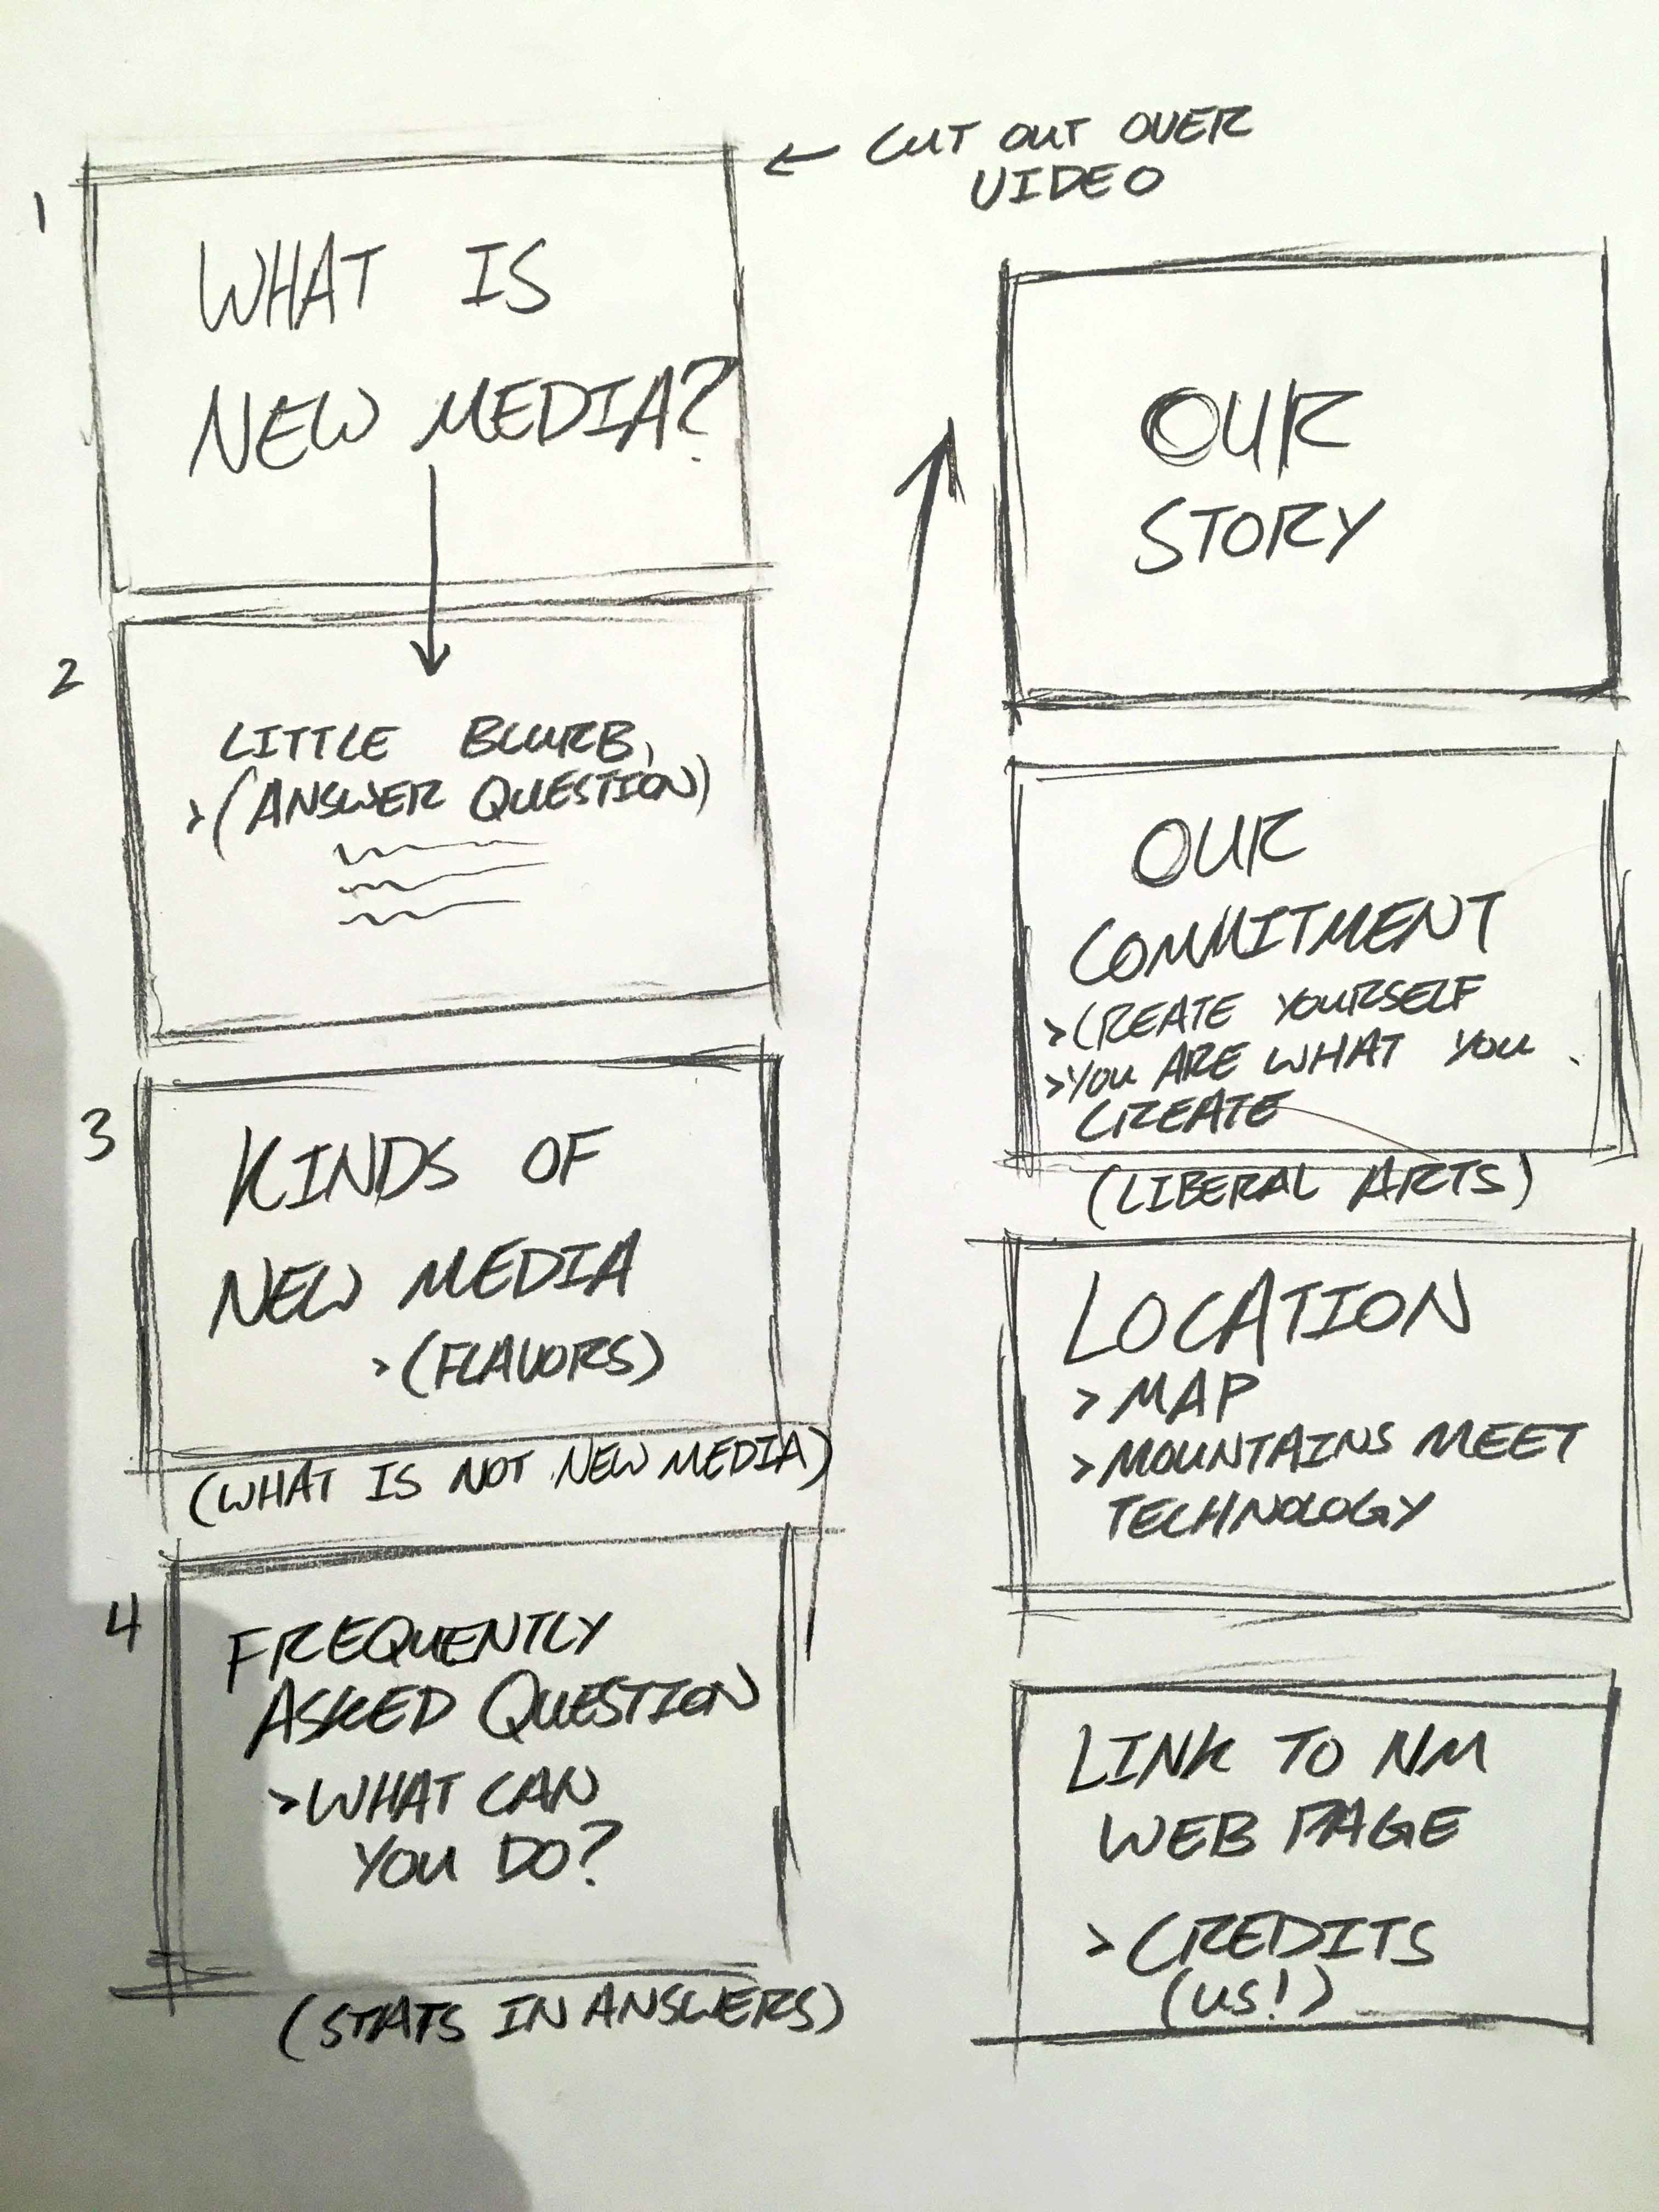 ← CUT OUT OVER
VIDEO
1
WHAT IS
NEW MEDIA?
2
LITTLE BLURB,
>(ANSWER QUESTION)
3
KINDS OF
NEW MEDIA
>(FLAVORS)
(WHAT IS NOT NEW MEDIA)
4
FREQUENTLY
ASKED QUESTION
>WHAT CAN
YOU DO?
(STATS IN ANSWERS)
OUR
STORY
OUR
COMMITMENT
>CREATE YOURSELF
>YOU ARE WHAT YOU
CREATE
(LIBERAL ARTS)
LOCATION
>MAP
>MOUNTAINS MEET
TECHNOLOGY
LINK TO NM
WEB PAGE
>CREDITS
(US!)